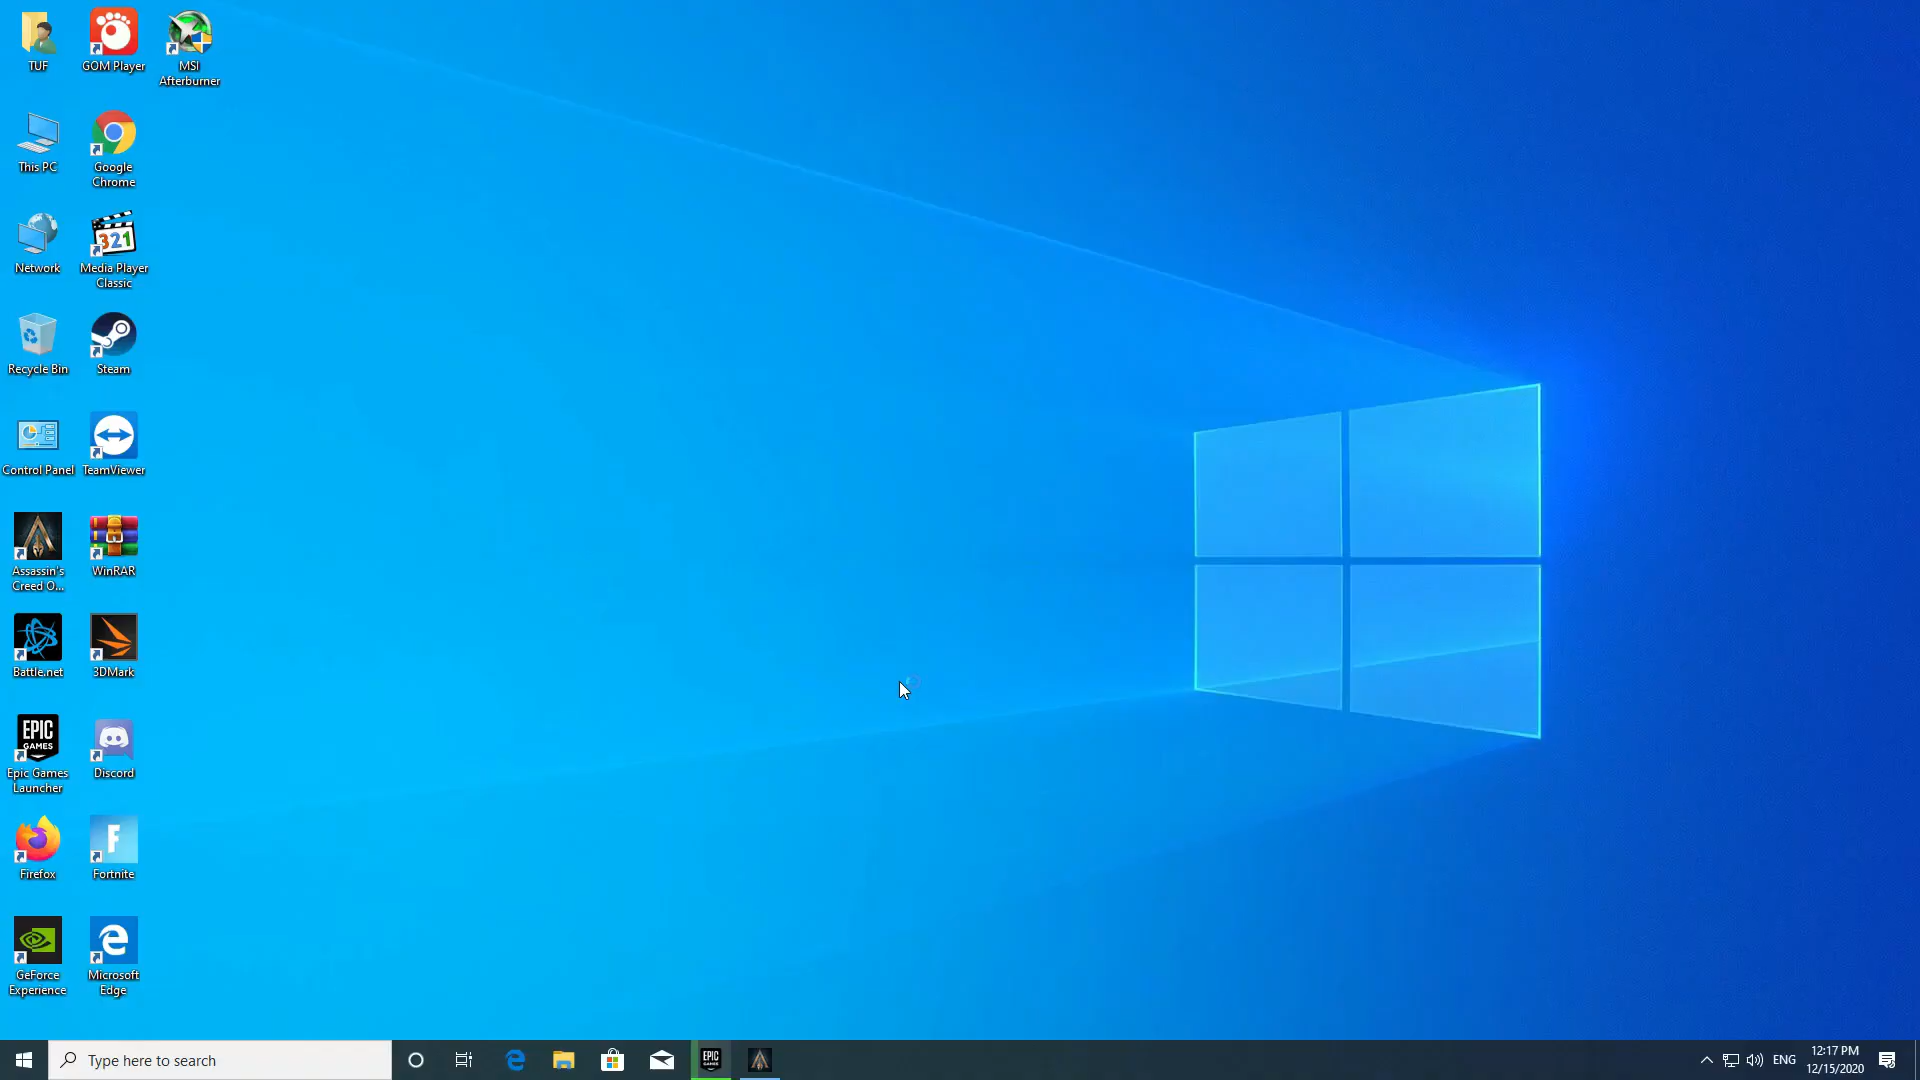 TUF
GOM Player
MSI
Afterburner
This PC
Google
Chrome
Network
321
Media Player
Classic
Recycle Bin
Steam
Control Panel
TeamViewer
Assassin's
Creed O...
WinRAR
Battle.net
3DMark
EPIC
GAMES
Epic Games
Launcher
Discord
Firefox
F
Fortnite
GeForce
Experience
Microsoft
Edge
Type here to search
EPIC
GAMES
ENG
12:17 PM
12/15/2020